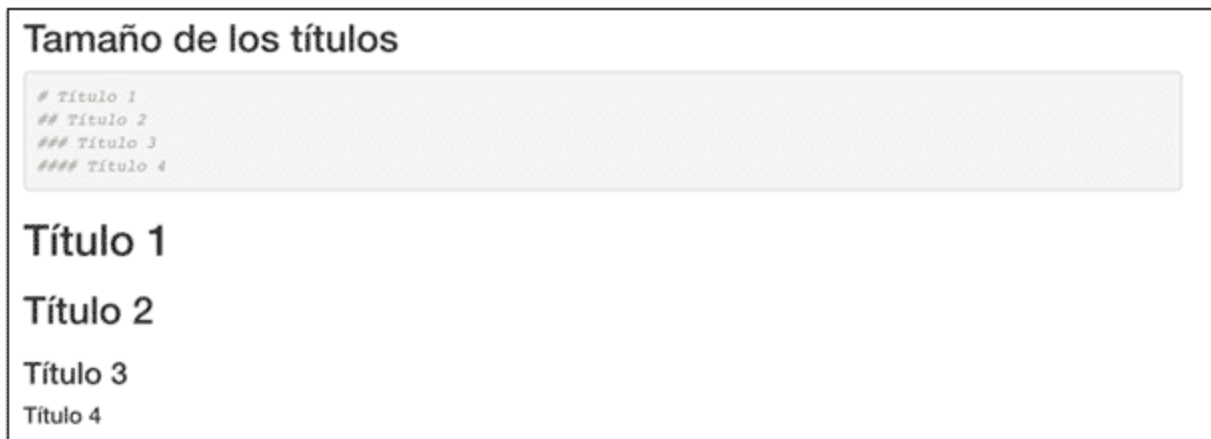 Tamaño de los títulos
# Título 1
## Título 2
### Título 3
#### Título 4
Título 1
Título 2
Título 3
Título 4